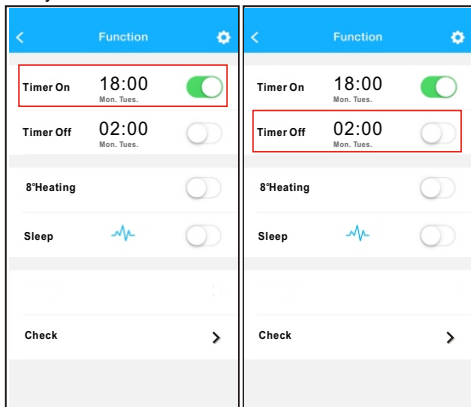 Function
Timer On 18:00
Mon. Tues.
Timer Off 02:00
Mon. Tues.
8°Heating
Sleep
Check
Function
Timer On 18:00
Mon. Tues.
Timer Off 02:00
Mon. Tues.
8°Heating
Sleep
Check